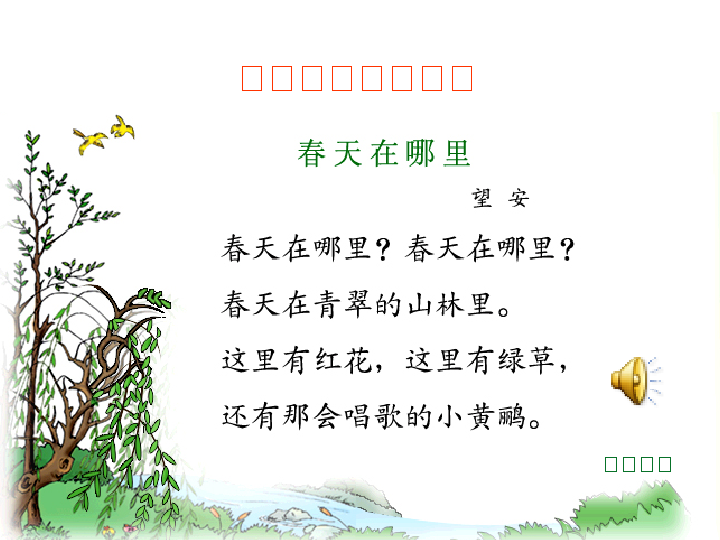 春天在哪里
望 安
春天在哪里？春天在哪里？
春天在青翠的山林里。
这里有红花，这里有绿草，
还有那会唱歌的小黄鹂。